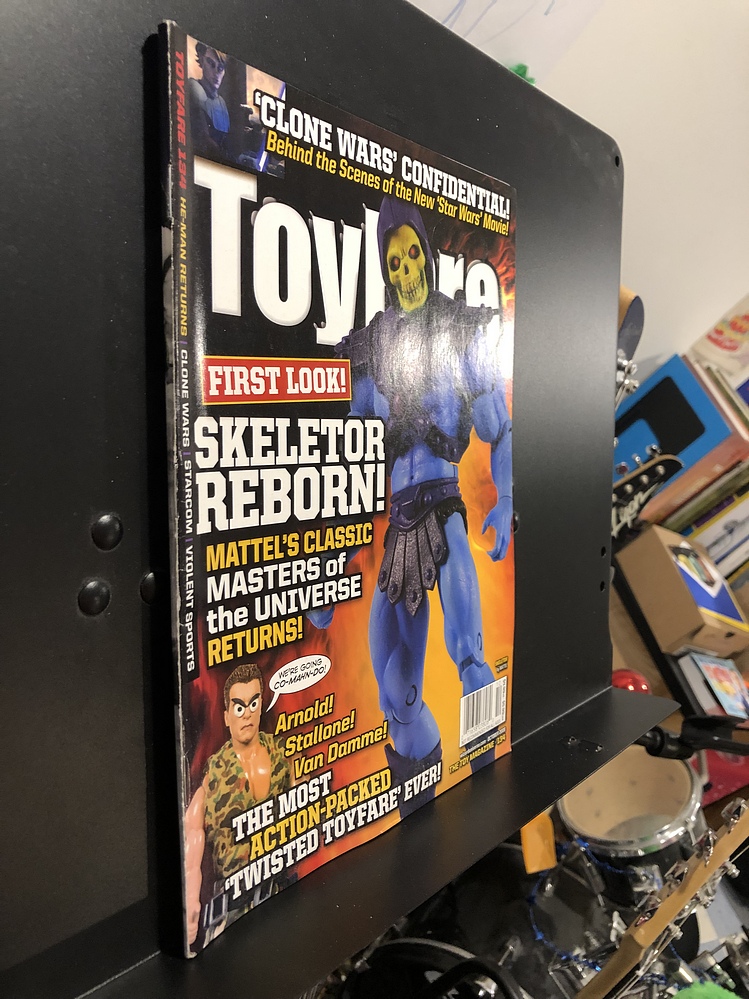 'CLONE WARS' CONFIDENTIAL!
Behind the Scenes of the New 'Star Wars' Movie!
ToyFare
FIRST LOOK!
SKELETOR
REBORN!
MATTEL'S CLASSIC
MASTERS of
the UNIVERSE
RETURNS!
WE'RE GOING
CO-MAHN-DO!
Arnold!
Stallone!
Van Damme!
THE MOST
ACTION-PACKED
'TWISTED TOYFARE' EVER!
THE TOY MAGAZINE #134
TOYFARE 134 HE-MAN RETURNS | CLONE WARS | STARCOM | VIOLENT SPORTS